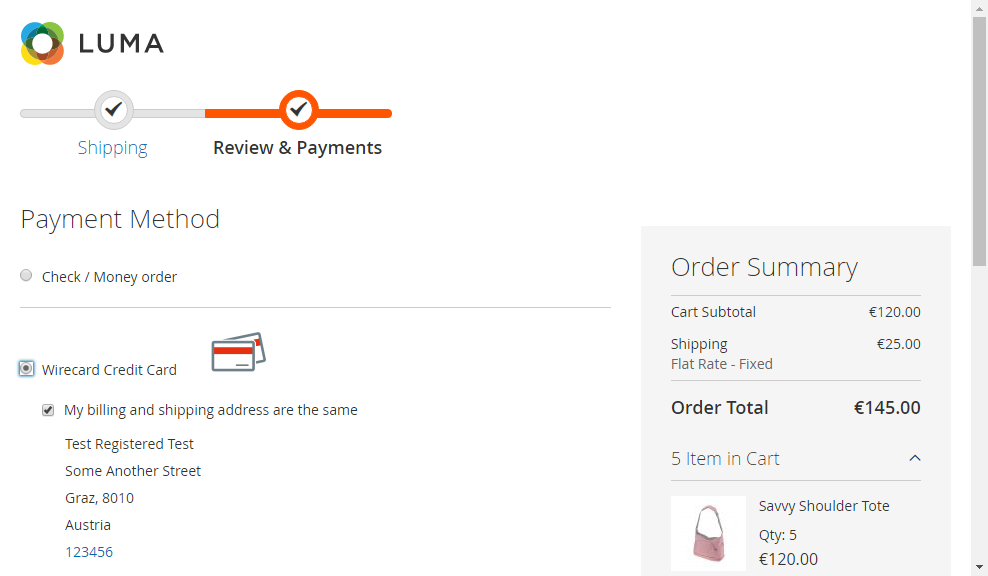 LUMA
Shipping
Review & Payments
Payment Method
Check / Money order
Wirecard Credit Card
My billing and shipping address are the same
Test Registered Test
Some Another Street
Graz, 8010
Austria
123456
Order Summary
Cart Subtotal €120.00
Shipping €25.00
Flat Rate - Fixed
Order Total €145.00
5 Item in Cart
Savvy Shoulder Tote
Qty: 5
€120.00